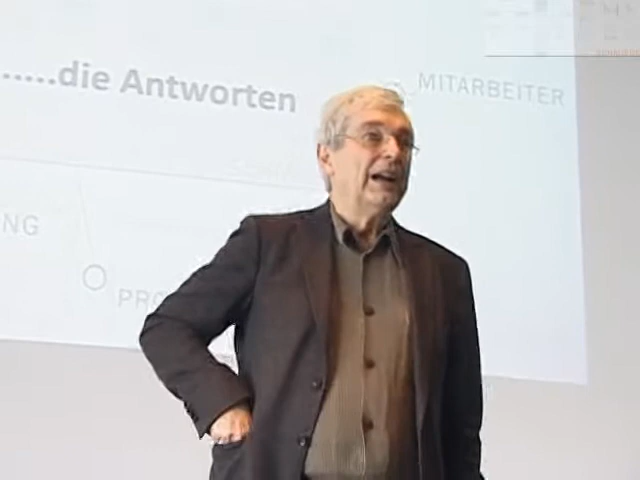 .....die Antworten
MITARBEITER
NG
PRO